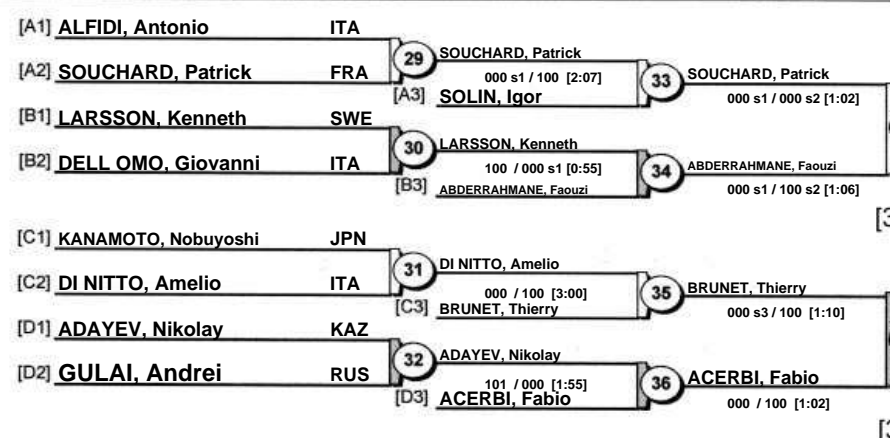 [A1] ALFIDI, Antonio ITA
[A2] SOUCHARD, Patrick FRA
29
SOUCHARD, Patrick
000 s1 / 100 [2:07]
[A3] SOLIN, Igor
33
SOUCHARD, Patrick
000 s1 / 000 s2 [1:02]
[B1] LARSSON, Kenneth SWE
[B2] DELL OMO, Giovanni ITA
30
LARSSON, Kenneth
100 / 000 s1 [0:55]
[B3] ABDERRAHMANE, Faouzi
34
ABDERRAHMANE, Faouzi
000 s1 / 100 s2 [1:06]
[3
[C1] KANAMOTO, Nobuyoshi JPN
[C2] DI NITTO, Amelio ITA
31
DI NITTO, Amelio
000 / 100 [3:00]
[C3] BRUNET, Thierry
35
BRUNET, Thierry
000 s3 / 100 [1:10]
[D1] ADAYEV, Nikolay KAZ
[D2] GULAI, Andrei RUS
32
ADAYEV, Nikolay
101 / 000 [1:55]
[D3] ACERBI, Fabio
36
ACERBI, Fabio
000 / 100 [1:02]
[3